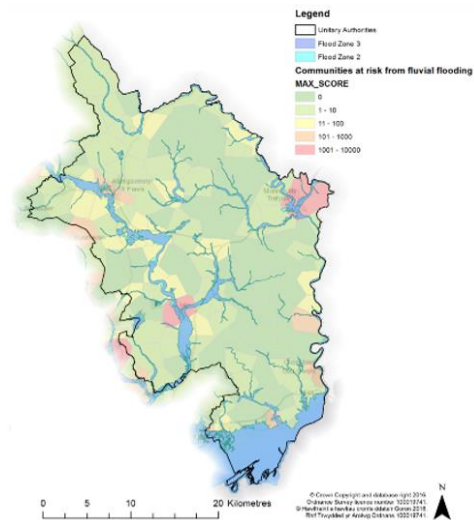 Legend
Unitary Authorities
Flood Zone 3
Flood Zone 2
Communities at risk from fluvial flooding
MAX_SCORE
0
1 - 10
11 - 100
101 - 1000
1001 - 10000
0 5 10 20 Kilometres
N
© Crown Copyright and database right 2016.
Ordnance Survey licence number 100019741.